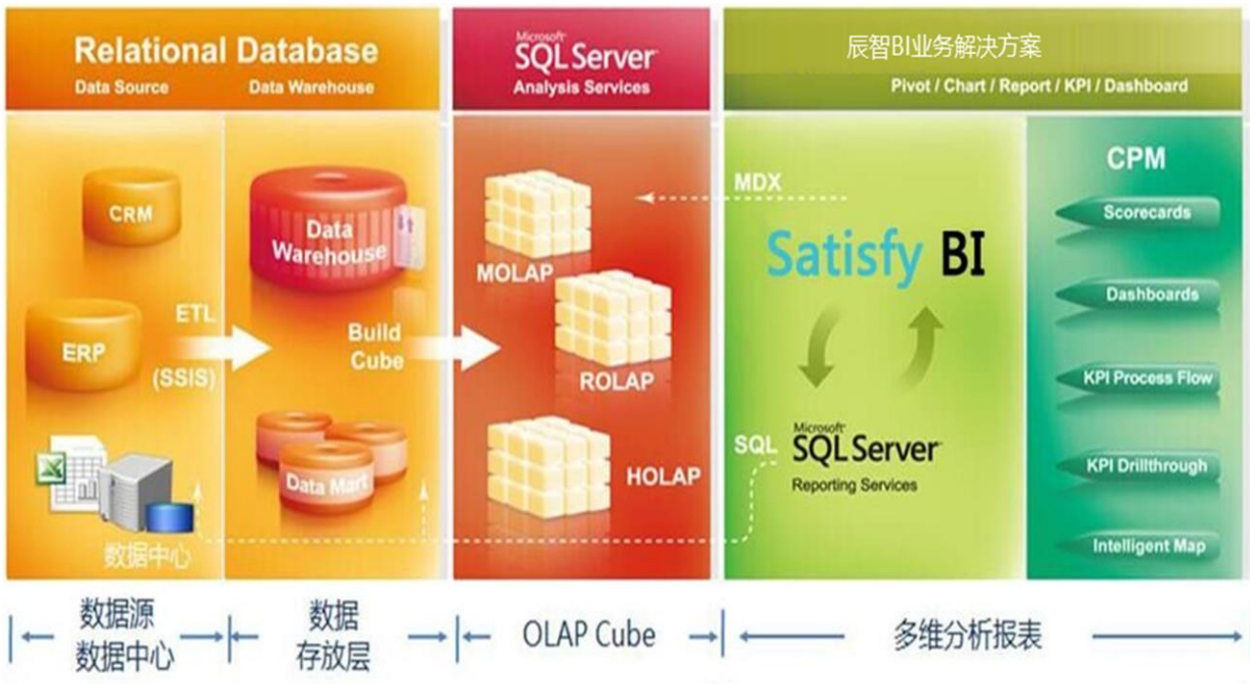 Relational Database
Data Source
Data Warehouse
Microsoft
SQL Server
Analysis Services
辰智BI业务解决方案
Pivot / Chart / Report / KPI / Dashboard
CRM
ERP
ETL
(SSIS)
数据中心
Data
Warehouse
Build
Cube
Data Mart
MOLAP
ROLAP
HOLAP
MDX
Satisfy BI
SQL
Microsoft
SQL Server
Reporting Services
CPM
Scorecards
Dashboards
KPI Process Flow
KPI Drillthrough
Intelligent Map
数据源
数据中心
数据
存放层
OLAP Cube
多维分析报表